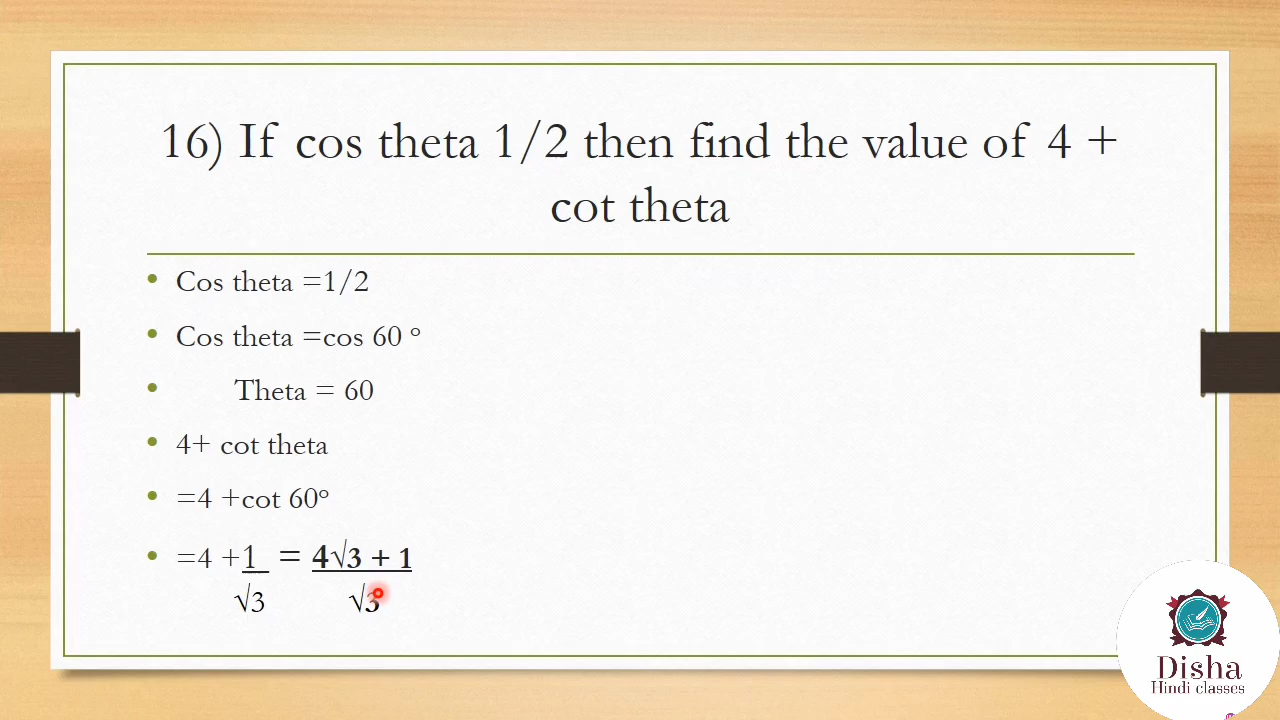 16) If cos theta 1/2 then find the value of 4 +
cot theta
• Cos theta =1/2
• Cos theta =cos 60 º
• Theta = 60
• 4+ cot theta
• =4 +cot 60º
• =4 +1 = 4√3 + 1
√3 √3
Disha
Hindi classes